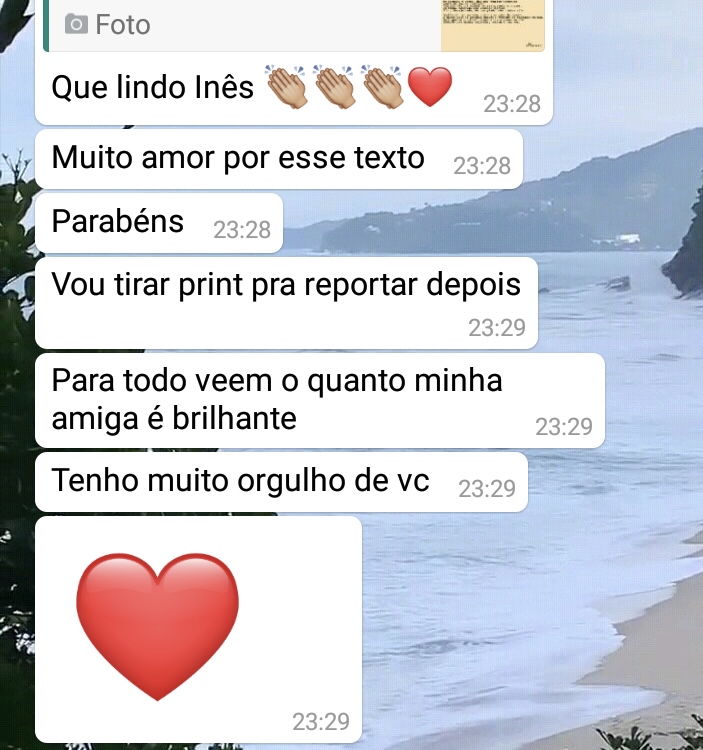 Foto
Que lindo Inês 👏🏼👏🏼👏🏼❤️ 23:28
Muito amor por esse texto 23:28
Parabéns 23:28
Vou tirar print pra reportar depois
23:29
Para todo veem o quanto minha
amiga é brilhante 23:29
Tenho muito orgulho de vc 23:29
❤️
23:29